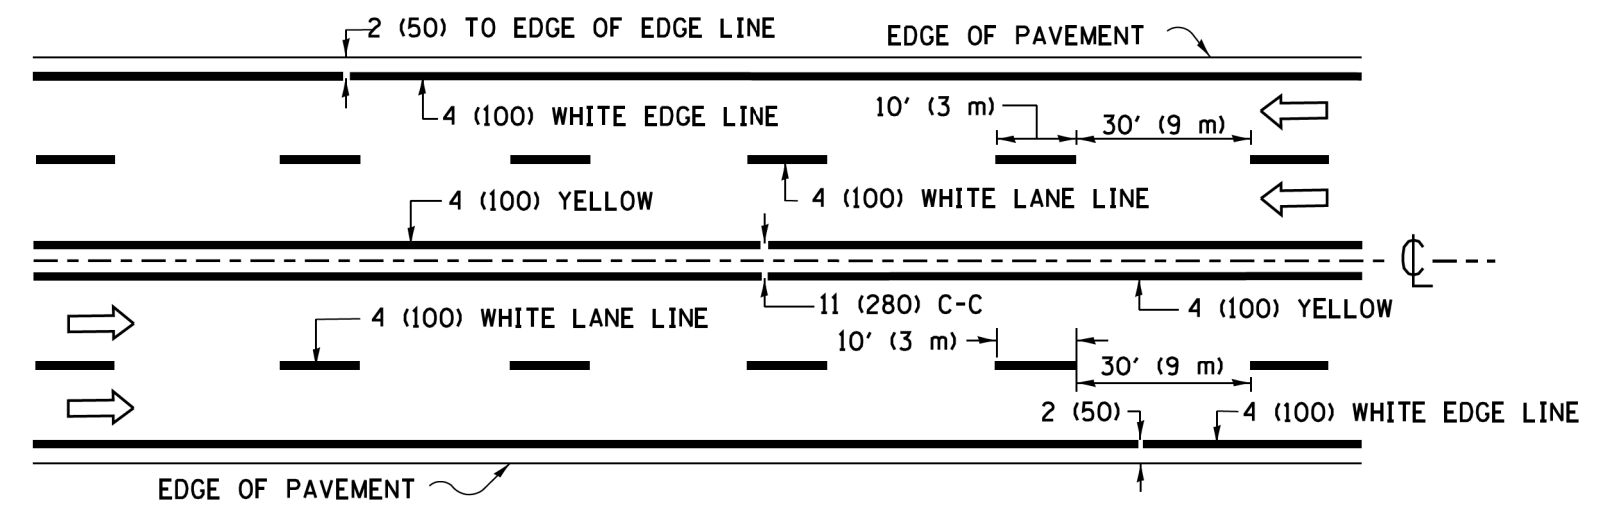 2 (50) TO EDGE OF EDGE LINE
EDGE OF PAVEMENT
4 (100) WHITE EDGE LINE
10' (3 m)
30' (9 m)
4 (100) YELLOW
4 (100) WHITE LANE LINE
CL
11 (280) C-C
4 (100) YELLOW
4 (100) WHITE LANE LINE
10' (3 m)
30' (9 m)
2 (50)
4 (100) WHITE EDGE LINE
EDGE OF PAVEMENT